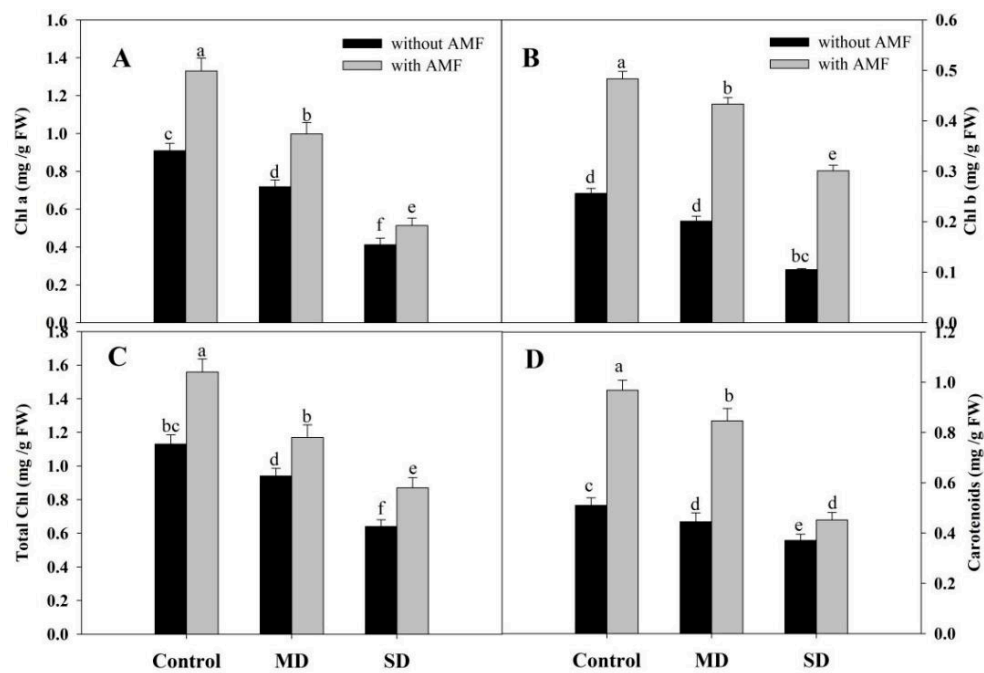 1.6
1.4
1.2
1.0
0.8
0.6
0.4
0.2
0.0
Chl a (mg /g FW)
A
without AMF
with AMF
c
a
d
b
f
e
B
without AMF
with AMF
d
a
d
b
bc
e
0.6
0.5
0.4
0.3
0.2
0.1
0.0
Chl b (mg /g FW)
1.8
1.6
1.4
1.2
1.0
0.8
0.6
0.4
0.2
0.0
Total Chl (mg /g FW)
C
bc
a
d
b
f
e
Control MD SD
D
c
a
d
b
e
d
Control MD SD
1.2
1.0
0.8
0.6
0.4
0.2
0.0
Carotenoids (mg /g FW)